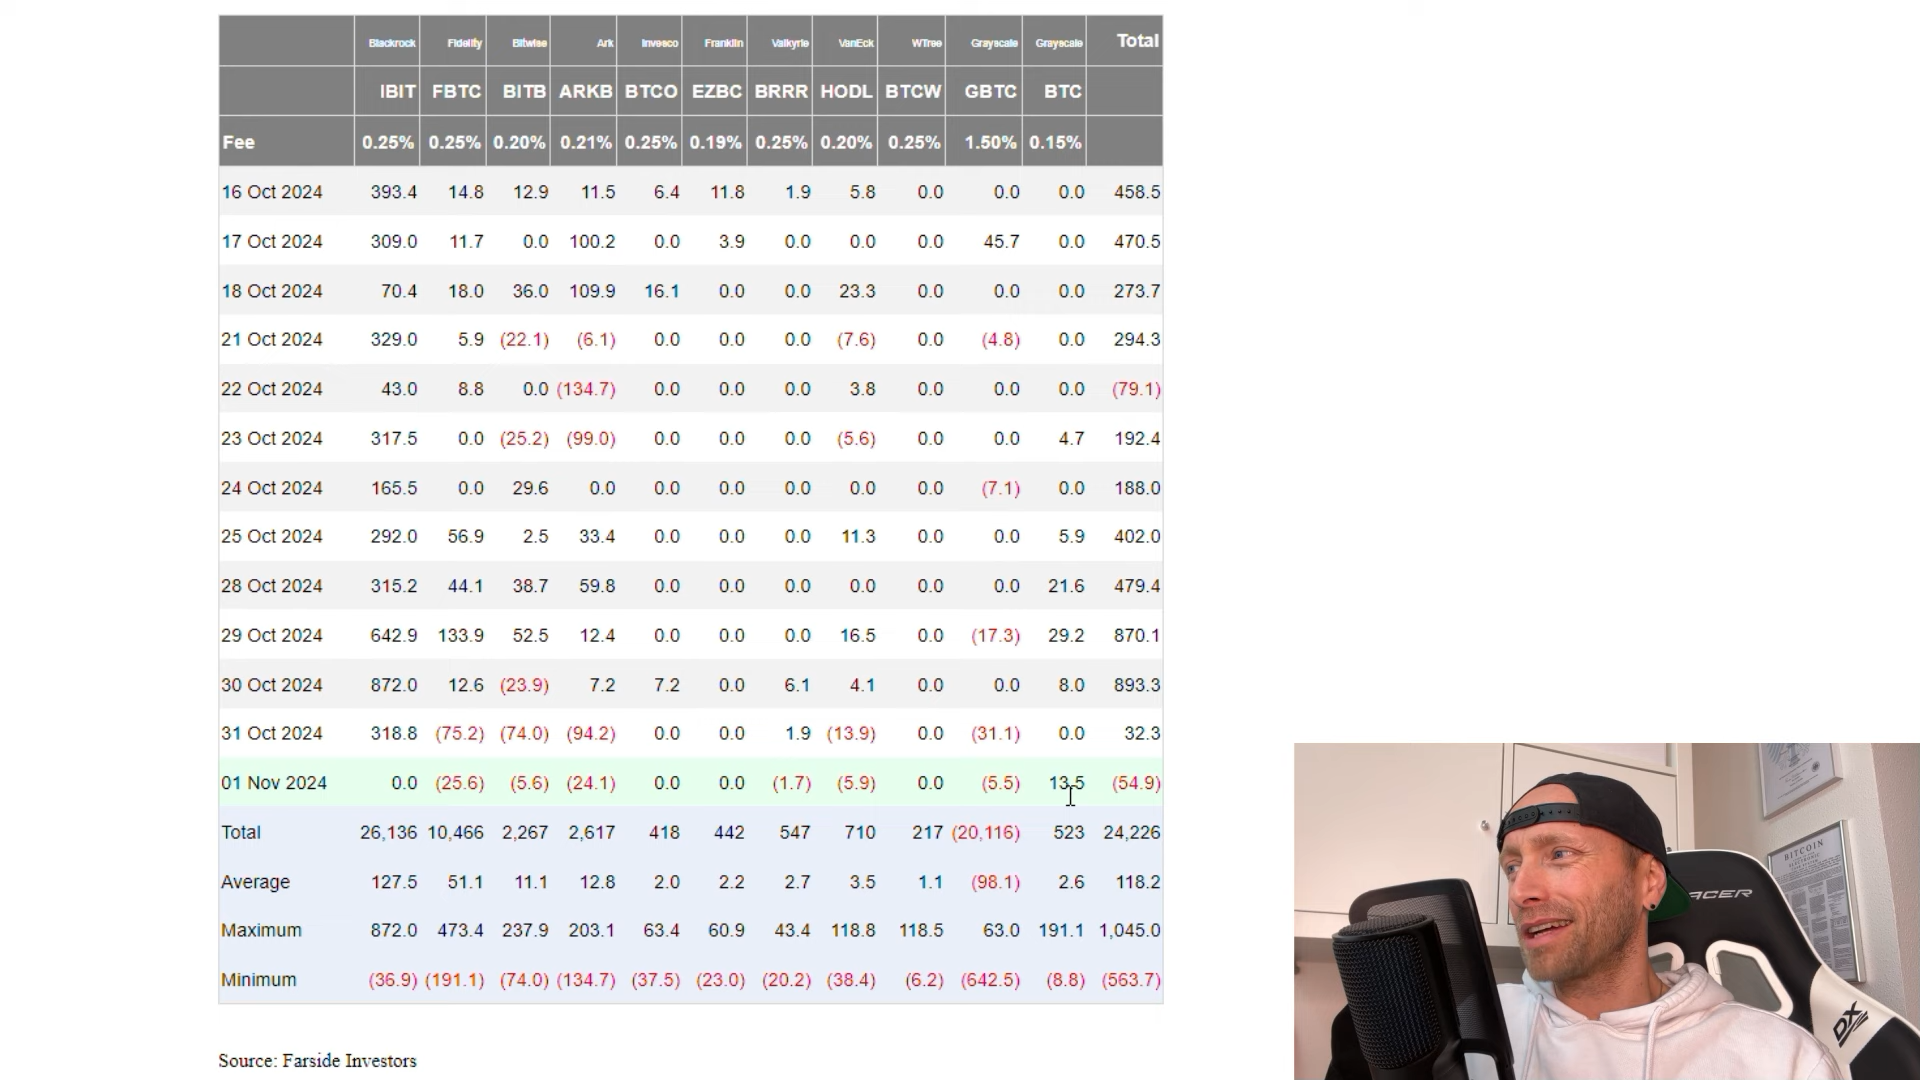 Blackrock Fidelity Bitwise Ark Invesco Franklin Valkyrie VanEck WTree Grayscale Grayscale Total
IBIT FBTC BITB ARKB BTCO EZBC BRRR HODL BTCW GBTC BTC
Fee 0.25% 0.25% 0.20% 0.21% 0.25% 0.19% 0.25% 0.20% 0.25% 1.50% 0.15%
16 Oct 2024 393.4 14.8 12.9 11.5 6.4 11.8 1.9 5.8 0.0 0.0 0.0 458.5
17 Oct 2024 309.0 11.7 0.0 100.2 0.0 3.9 0.0 0.0 0.0 45.7 0.0 470.5
18 Oct 2024 70.4 18.0 36.0 109.9 16.1 0.0 0.0 23.3 0.0 0.0 0.0 273.7
21 Oct 2024 329.0 5.9 (22.1) (6.1) 0.0 0.0 0.0 (7.6) 0.0 (4.8) 0.0 294.3
22 Oct 2024 43.0 8.8 0.0 (134.7) 0.0 0.0 0.0 3.8 0.0 0.0 0.0 (79.1)
23 Oct 2024 317.5 0.0 (25.2) (99.0) 0.0 0.0 0.0 (5.6) 0.0 0.0 4.7 192.4
24 Oct 2024 165.5 0.0 29.6 0.0 0.0 0.0 0.0 0.0 0.0 (7.1) 0.0 188.0
25 Oct 2024 292.0 56.9 2.5 33.4 0.0 0.0 0.0 11.3 0.0 0.0 5.9 402.0
28 Oct 2024 315.2 44.1 38.7 59.8 0.0 0.0 0.0 0.0 0.0 0.0 21.6 479.4
29 Oct 2024 642.9 133.9 52.5 12.4 0.0 0.0 0.0 16.5 0.0 (17.3) 29.2 870.1
30 Oct 2024 872.0 12.6 (23.9) 7.2 7.2 0.0 6.1 4.1 0.0 0.0 8.0 893.3
31 Oct 2024 318.8 (75.2) (74.0) (94.2) 0.0 0.0 1.9 (13.9) 0.0 (31.1) 0.0 32.3
01 Nov 2024 0.0 (25.6) (5.6) (24.1) 0.0 0.0 (1.7) (5.9) 0.0 (5.5) 13.5 (54.9)
Total 26,136 10,466 2,267 2,617 418 442 547 710 217 (20,116) 523 24,226
Average 127.5 51.1 11.1 12.8 2.0 2.2 2.7 3.5 1.1 (98.1) 2.6 118.2
Maximum 872.0 473.4 237.9 203.1 63.4 60.9 43.4 118.8 118.5 63.0 191.1 1,045.0
Minimum (36.9) (191.1) (74.0) (134.7) (37.5) (23.0) (20.2) (38.4) (6.2) (642.5) (8.8) (563.7)
Source: Farside Investors
BITCOIN
ACER
DX